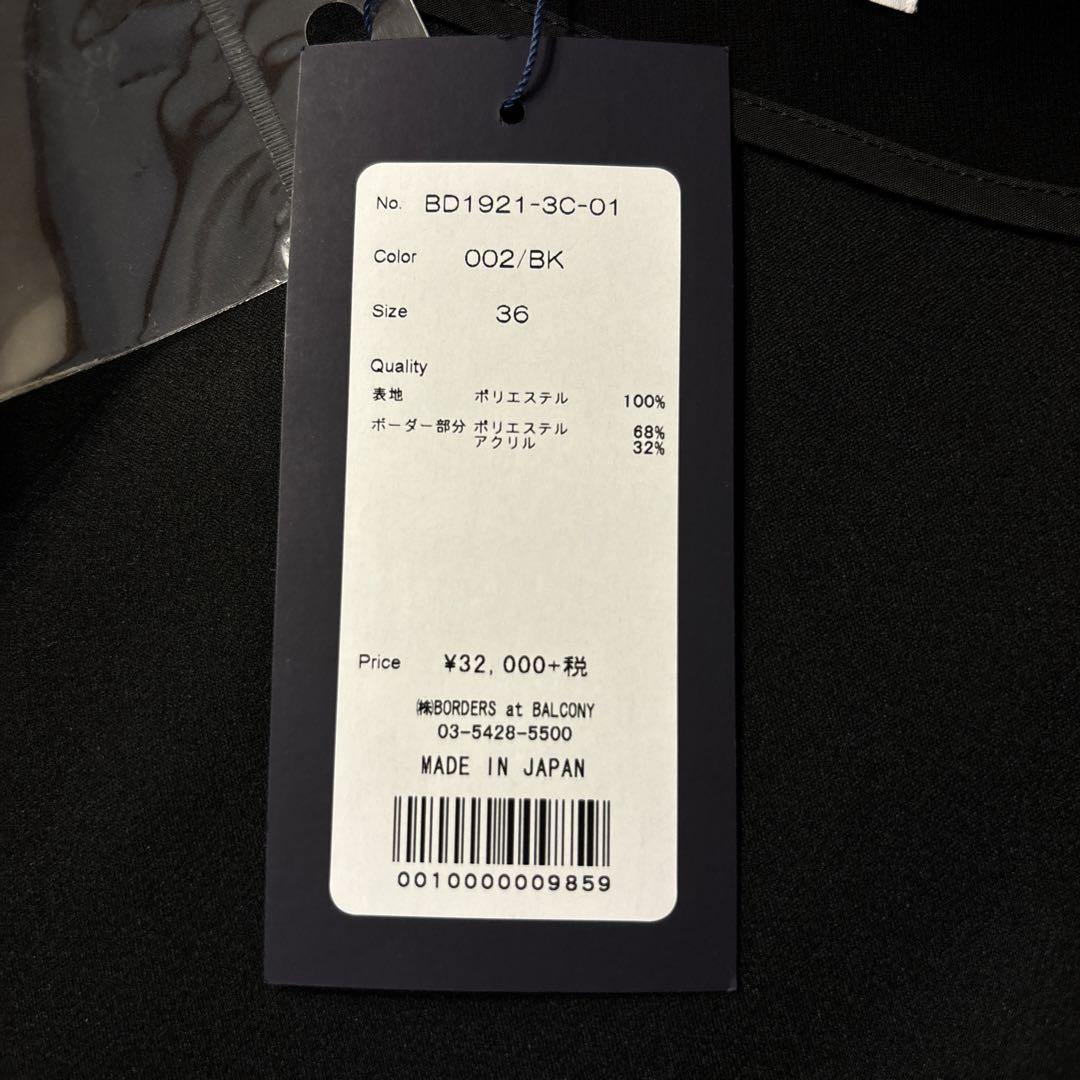 No. BD1921-3C-01
Color 002/BK
Size 36
Quality
表地 ポリエステル 100%
ボーダー部分 ポリエステル 68%
アクリル 32%
Price ¥32,000+税
㈱BORDERS at BALCONY
03-5428-5500
MADE IN JAPAN
0010000009859